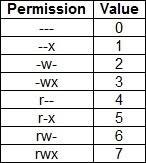 Permission Value
--- 0
--x 1
-w- 2
-wx 3
r-- 4
r-x 5
rw- 6
rwx 7